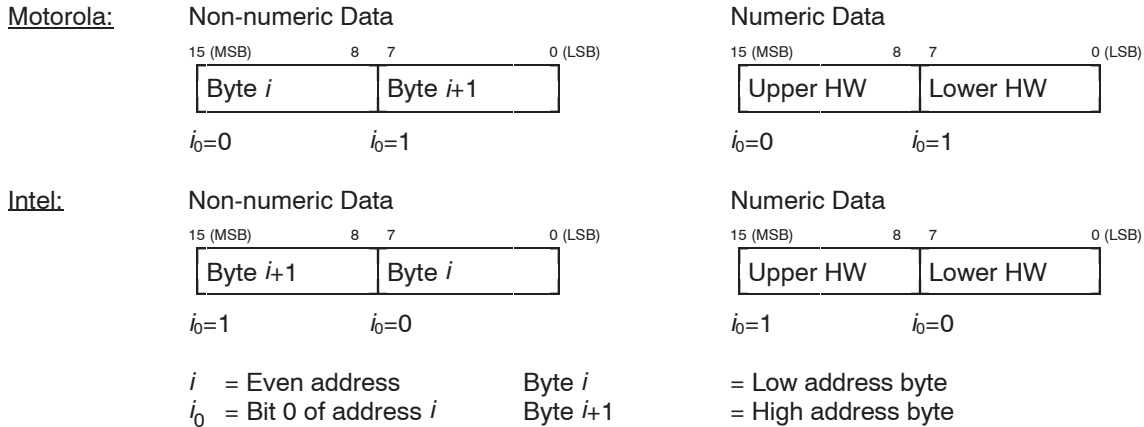 Motorola: Non-numeric Data Numeric Data
15 (MSB) 8 7 0 (LSB) 15 (MSB) 8 7 0 (LSB)
Byte i Byte i+1 Upper HW Lower HW
i0=0 i0=1 i0=0 i0=1
Intel: Non-numeric Data Numeric Data
15 (MSB) 8 7 0 (LSB) 15 (MSB) 8 7 0 (LSB)
Byte i+1 Byte i Upper HW Lower HW
i0=1 i0=0 i0=1 i0=0
i = Even address Byte i = Low address byte
i0 = Bit 0 of address i Byte i+1 = High address byte